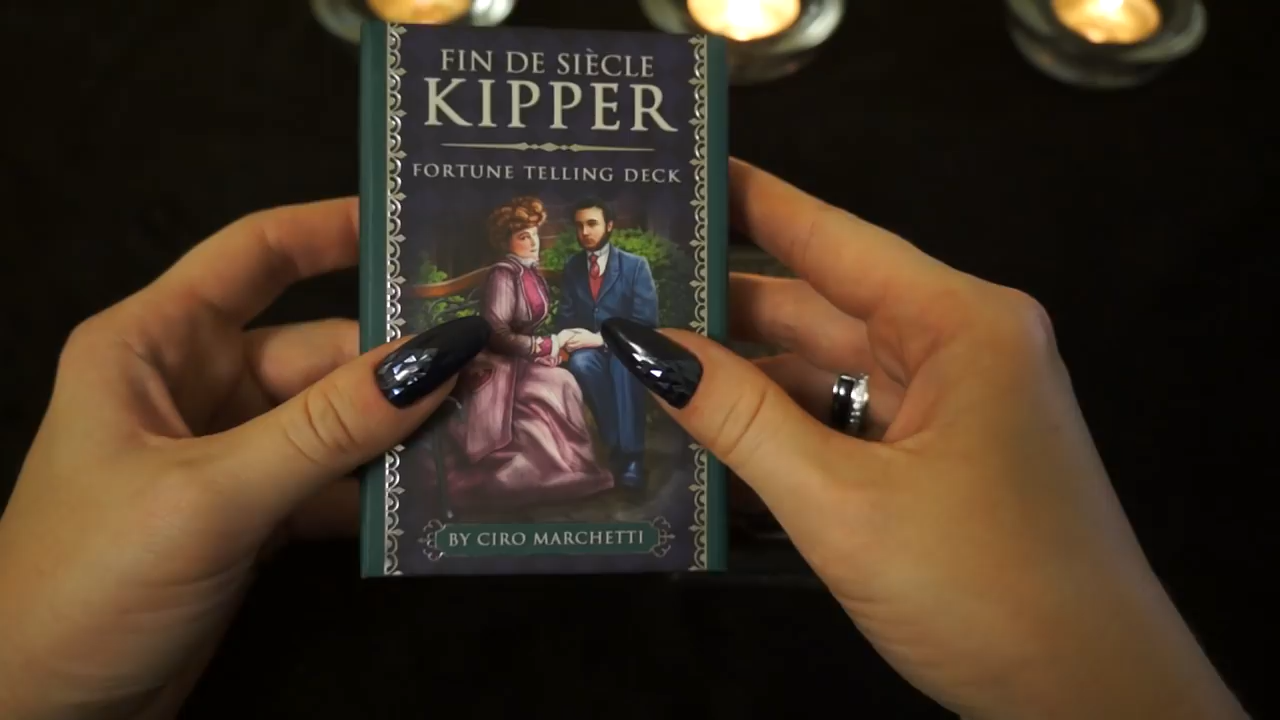 FIN DE SIÈCLE
KIPPER
FORTUNE TELLING DECK
BY CIRO MARCHETTI